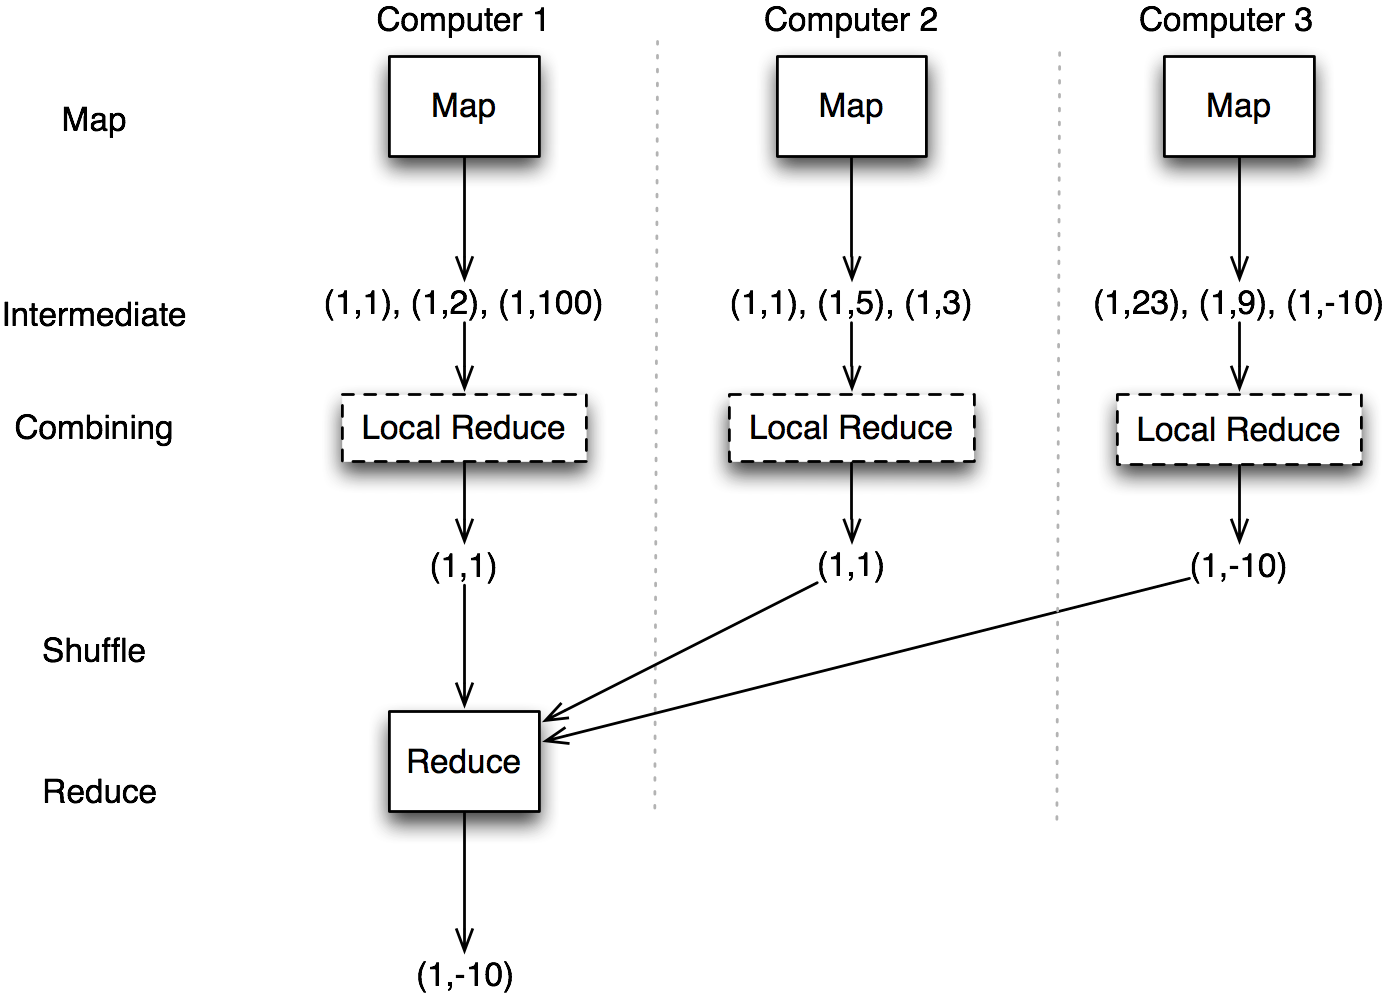 Computer 1 Computer 2 Computer 3
Map Map Map Map
Intermediate (1,1), (1,2), (1,100) (1,1), (1,5), (1,3) (1,23), (1,9), (1,-10)
Combining Local Reduce Local Reduce Local Reduce
(1,1) (1,1) (1,-10)
Shuffle
Reduce
Reduce
(1,-10)